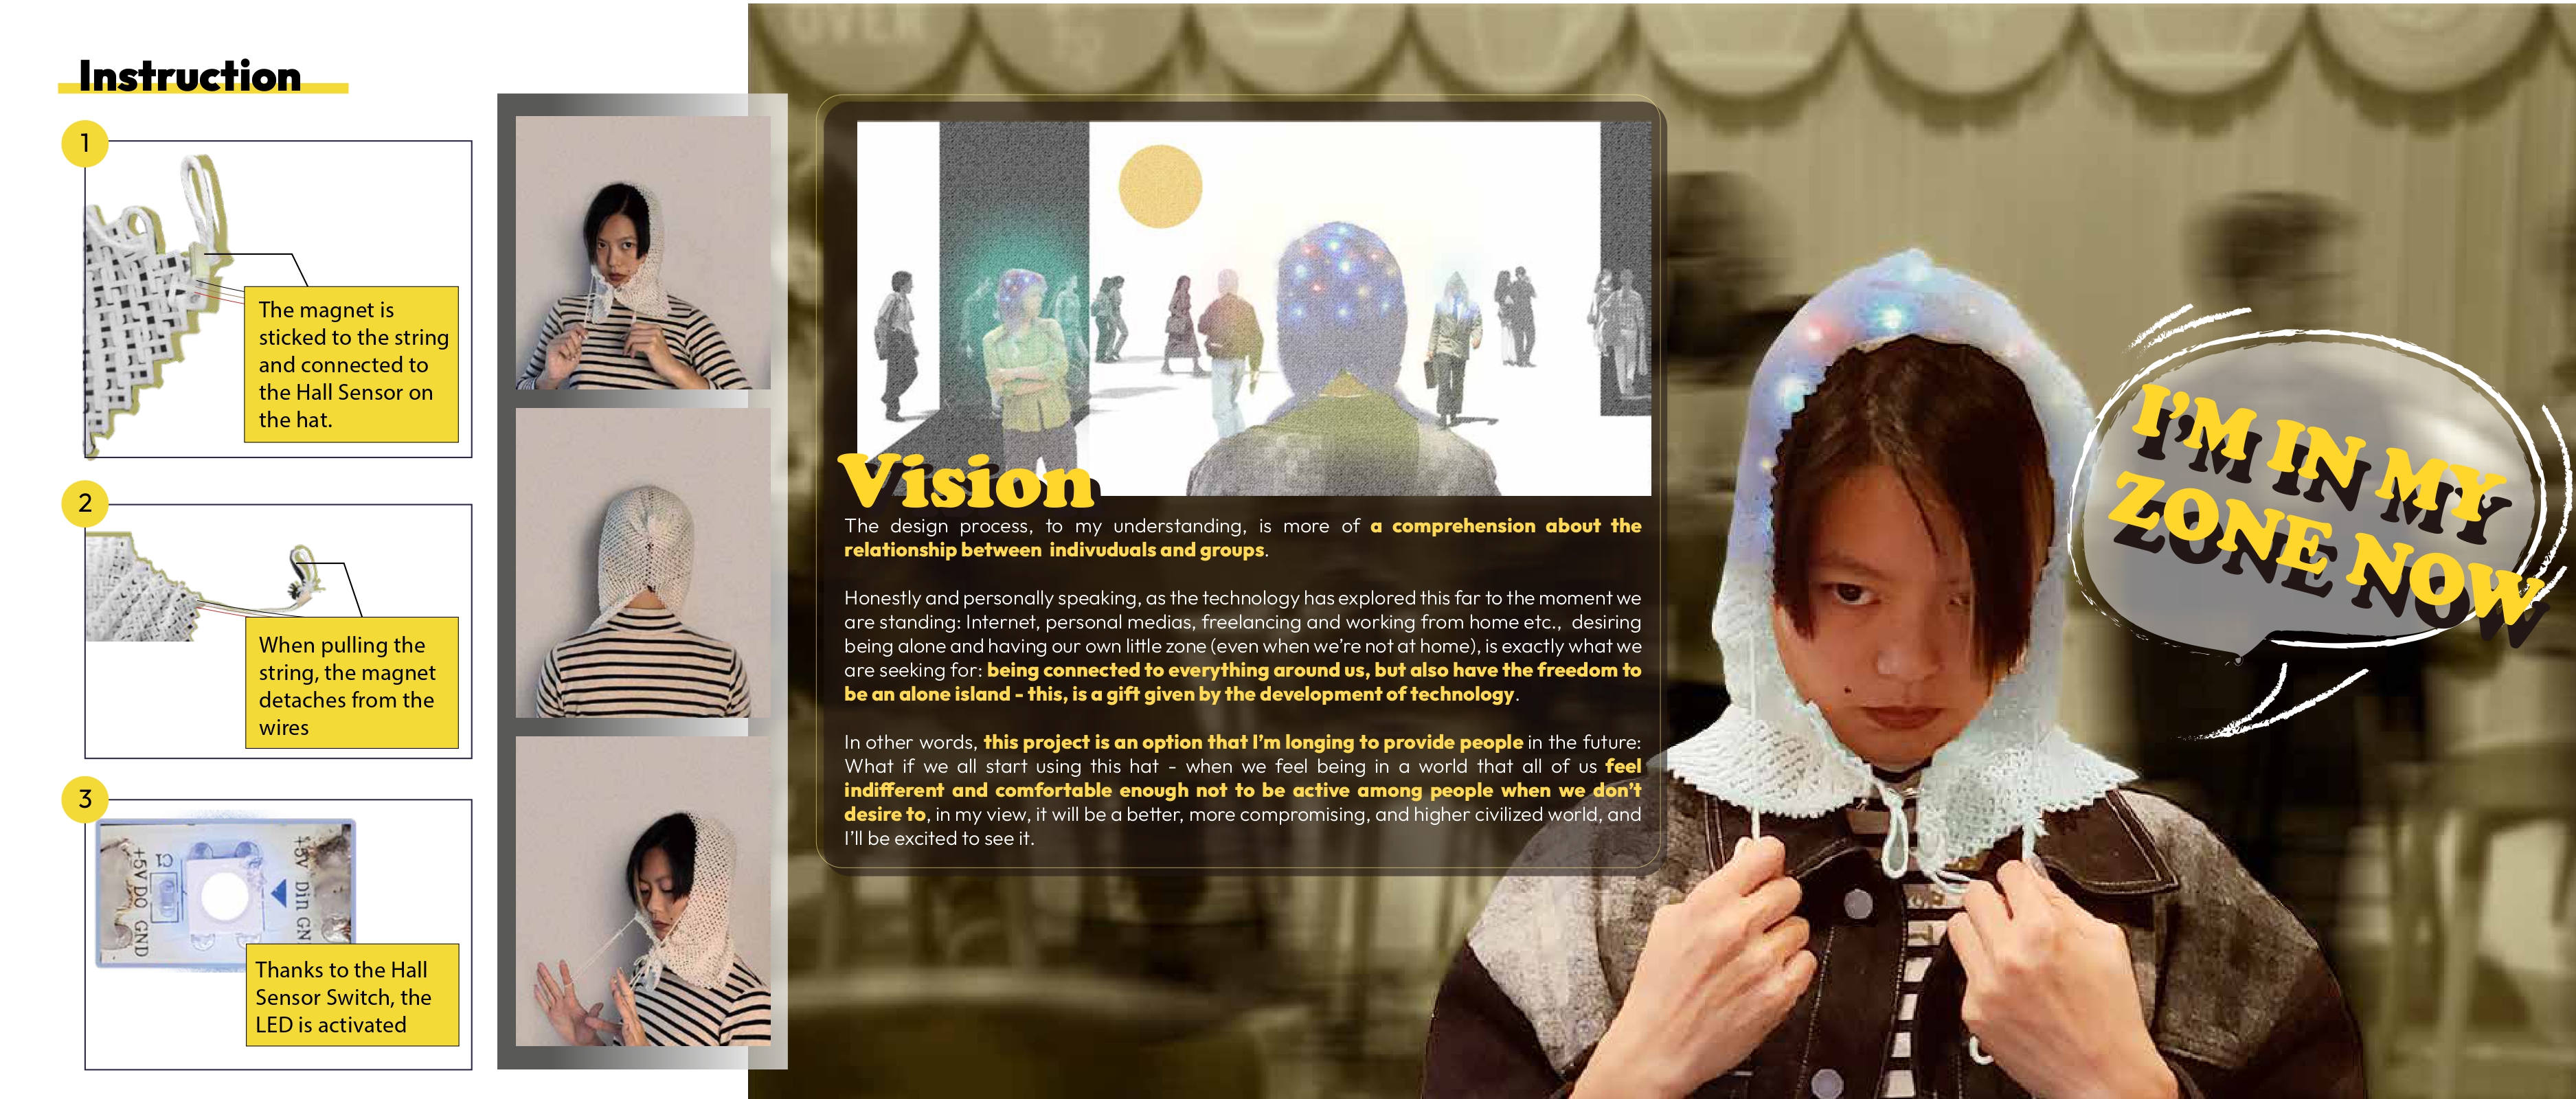 Instruction
1
The magnet is
sticked to the string
and connected to
the Hall Sensor on
the hat.
2
When pulling the
string, the magnet
detaches from the
wires
3
+5V DO GND
C1
+5V Din GN
Thanks to the Hall
Sensor Switch, the
LED is activated
OVER
Vision
The design process, to my understanding, is more of a comprehension about the
relationship between indivuduals and groups.
Honestly and personally speaking, as the technology has explored this far to the moment we
are standing: Internet, personal medias, freelancing and working from home etc., desiring
being alone and having our own little zone (even when we're not at home), is exactly what we
are seeking for: being connected to everything around us, but also have the freedom to
be an alone island - this, is a gift given by the development of technology.
In other words, this project is an option that I'm longing to provide people in the future:
What if we all start using this hat - when we feel being in a world that all of us feel
indifferent and comfortable enough not to be active among people when we don't
desire to, in my view, it will be a better, more compromising, and higher civilized world, and
I'll be excited to see it.
I'M IN MY
ZONE NOW